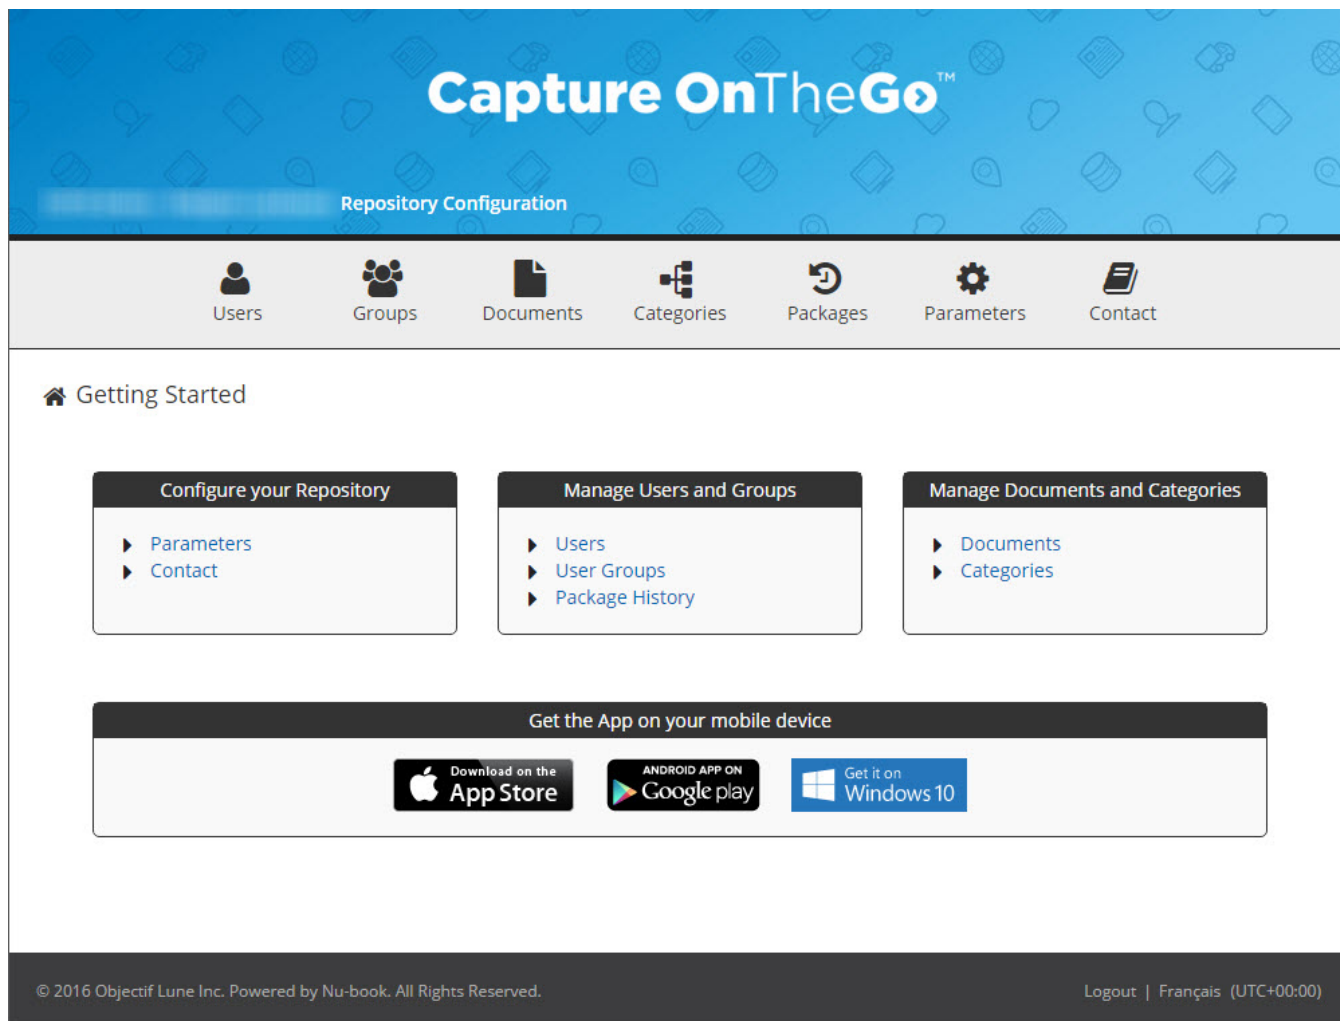 Capture OnTheGo™
Repository Configuration
Users Groups Documents Categories Packages Parameters Contact
Getting Started
Configure your Repository
Parameters
Contact
Manage Users and Groups
Users
User Groups
Package History
Manage Documents and Categories
Documents
Categories
Get the App on your mobile device
Download on the
App Store
ANDROID APP ON
Google play
Get it on
Windows 10
© 2016 Objectif Lune Inc. Powered by Nu-book. All Rights Reserved.
Logout | Français (UTC+00:00)